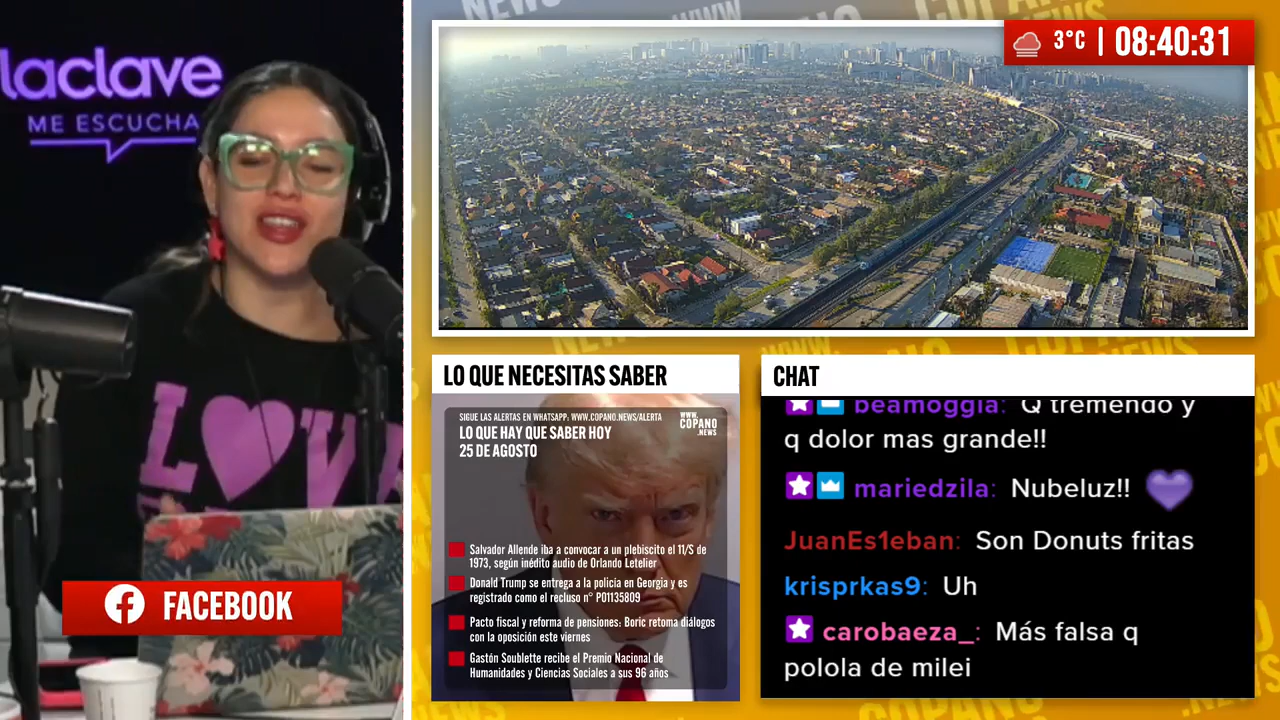 laclave
ME ESCUCHA
LOVE
FACEBOOK
3°C | 08:40:31
LO QUE NECESITAS SABER
SIGUE LAS ALERTAS EN WHATSAPP: WWW.COPANO.NEWS/ALERTA
WWW.
COPANO
.NEWS
LO QUE HAY QUE SABER HOY
25 DE AGOSTO
Salvador Allende iba a convocar a un plebiscito el 11/S de
1973, según inédito audio de Orlando Letelier
Donald Trump se entrega a la policía en Georgia y es
registrado como el recluso n° P01135809
Pacto fiscal y reforma de pensiones: Boric retoma diálogos
con la oposición este viernes
Gastón Soublette recibe el Premio Nacional de
Humanidades y Ciencias Sociales a sus 96 años
CHAT
beamoggia: Q tremendo y
q dolor mas grande!!
mariedzila: Nubeluz!!
JuanEs1eban: Son Donuts fritas
krisprkas9: Uh
carobaeza_: Más falsa q
polola de milei